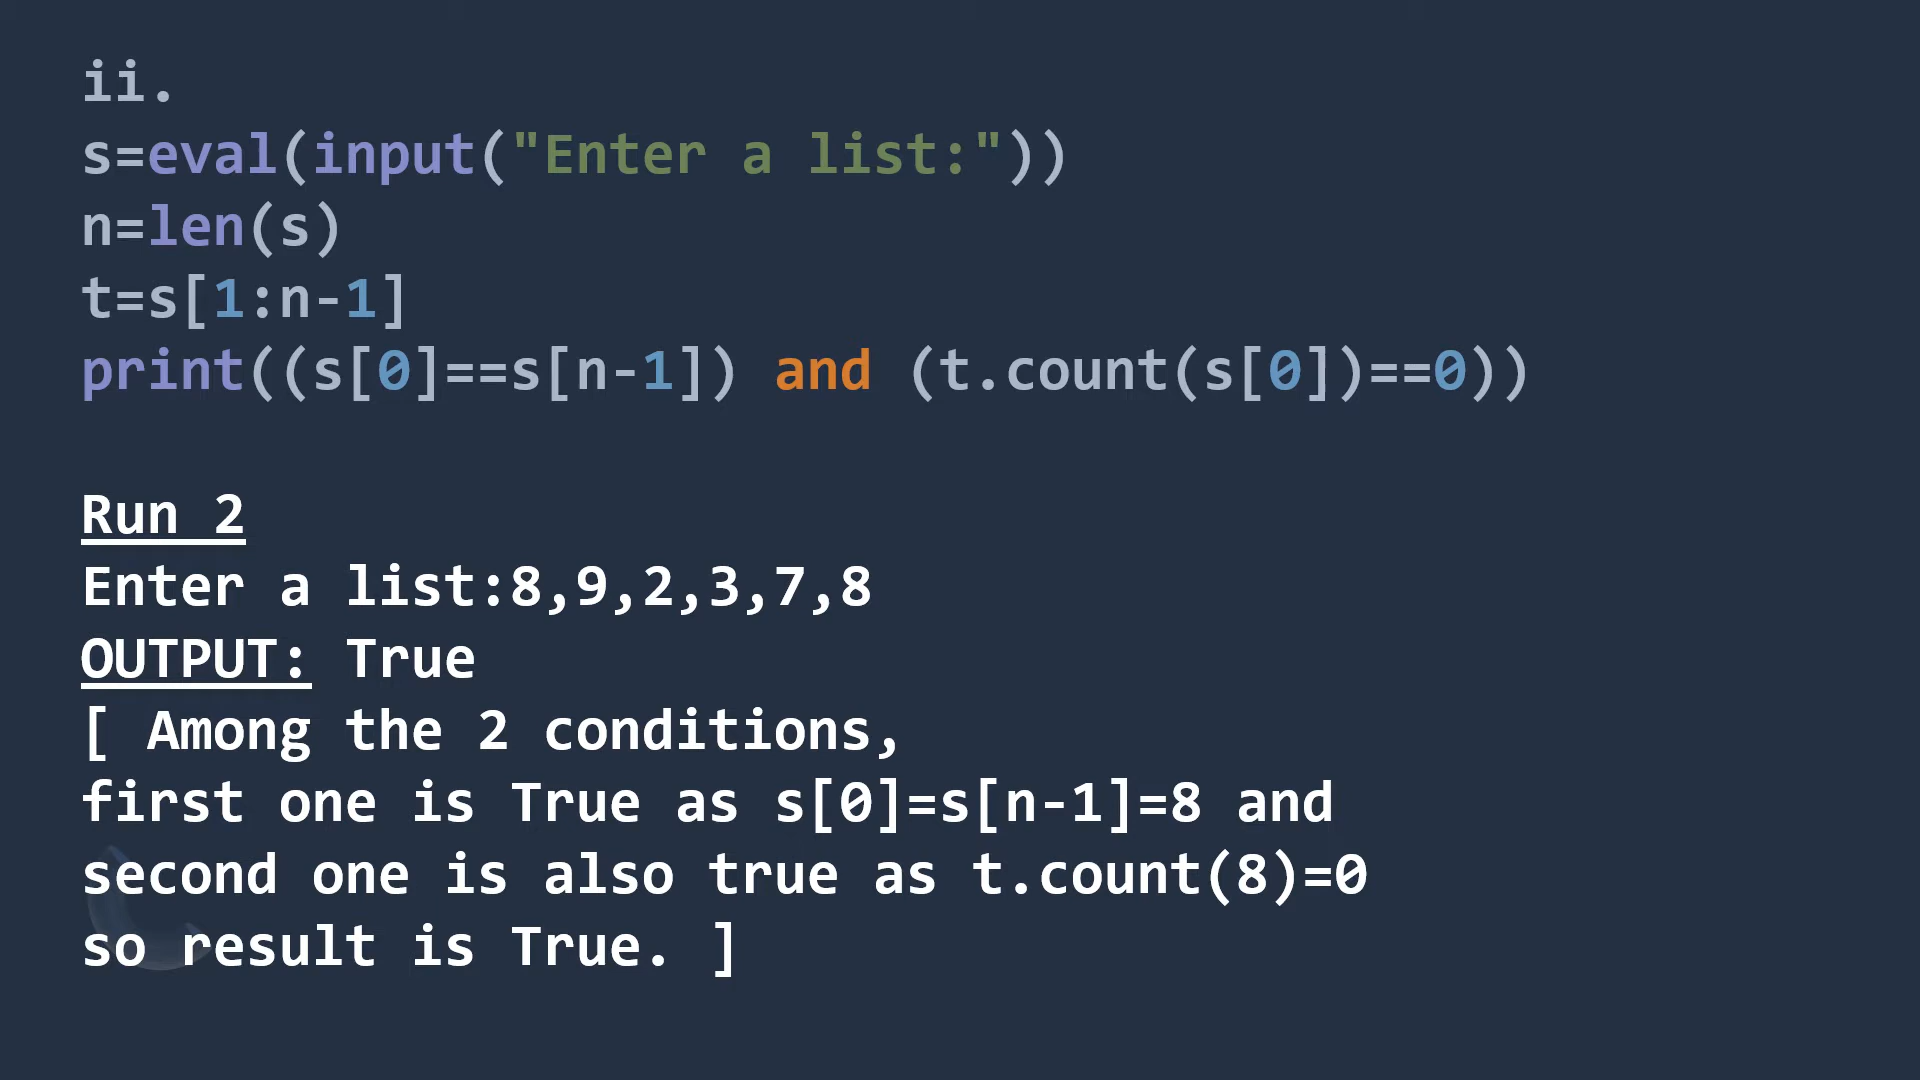 ii.
s=eval(input("Enter a list:"))
n=len(s)
t=s[1:n-1]
print((s[0]==s[n-1]) and (t.count(s[0])==0))
Run 2
Enter a list:8,9,2,3,7,8
OUTPUT: True
[ Among the 2 conditions,
first one is True as s[0]=s[n-1]=8 and
second one is also true as t.count(8)=0
so result is True. ]